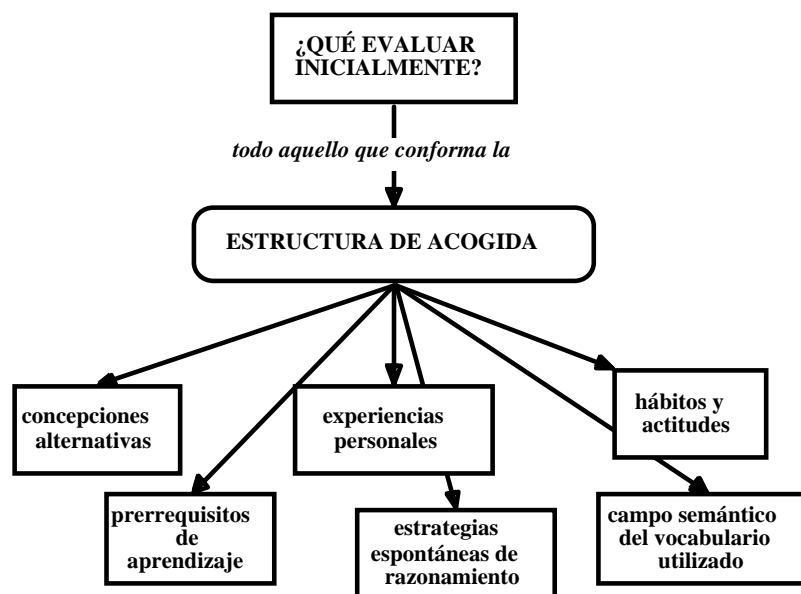 ¿QUÉ EVALUAR
INICIALMENTE?
todo aquello que conforma la
ESTRUCTURA DE ACOGIDA
concepciones
alternativas
experiencias
personales
hábitos y
actitudes
prerrequisitos
de
aprendizaje
estrategias
espontáneas de
razonamiento
campo semántico
del vocabulario
utilizado